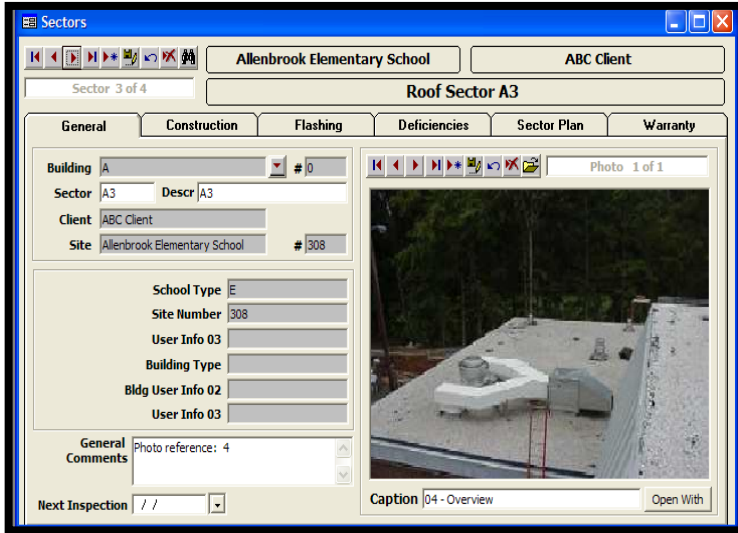 Sectors
Allenbrook Elementary School
ABC Client
Sector 3 of 4
Roof Sector A3
General Construction Flashing Deficiencies Sector Plan Warranty
Building A # 0
Sector A3 Descr A3
Client ABC Client
Site Allenbrook Elementary School # 308
Photo 1 of 1
School Type E
Site Number 308
User Info 03
Building Type
Bldg User Info 02
User Info 03
General Comments Photo reference: 4
Next Inspection / /
Caption 04 - Overview Open With